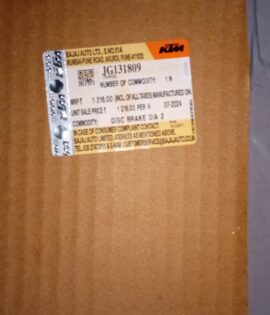 BAJAJ AUTO LTD., S.NO.01A
MUMBAI-PUNE ROAD, AKURDI, PUNE-411035
KTM
JG131809
NUMBER OF COMMODITY: 1 N
MRP ₹ 1 216.00 (INCL. OF ALL TAXES) MANUFACTURED ON:
UNIT SALE PRICE ₹ 1 216.00 PER N 07-2024
COMMODITY: DISC BRAKE DIA 2
IN CASE OF CONSUMER COMPLAINT CONTACT:
BAJAJ AUTO LIMITED, ADDRESS AS MENTIONED ABOVE.